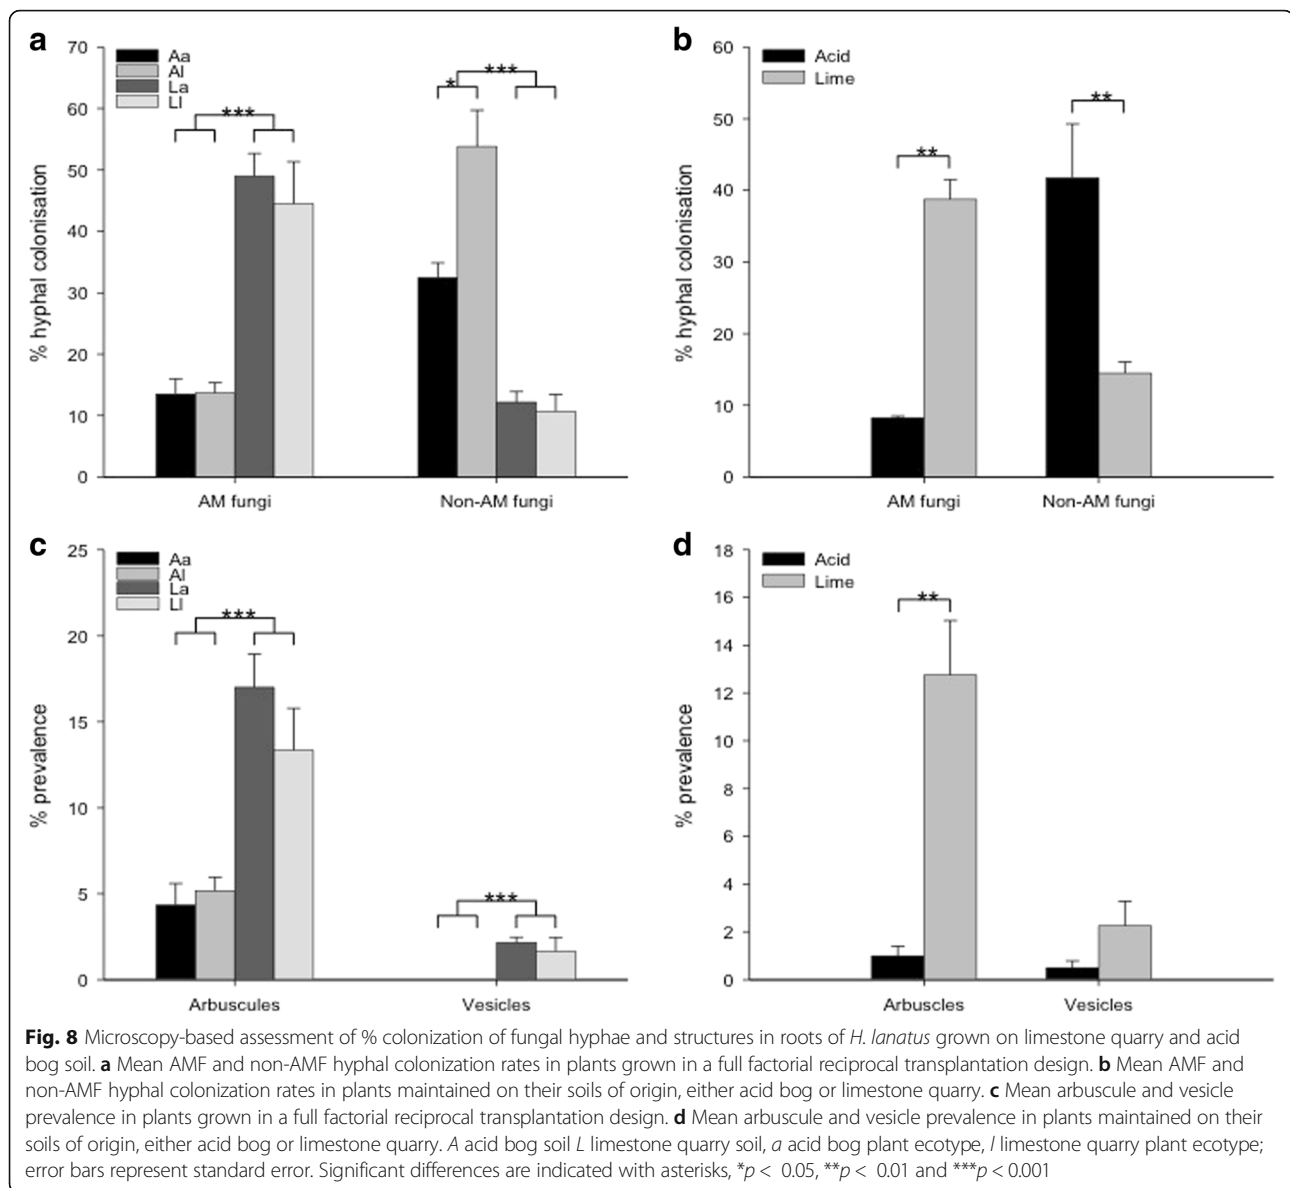 a
Aa
Al
La
Ll
70
60
50
40
30
20
10
0
% hyphal colonisation
***
*
***
AM fungi
Non-AM fungi
b
Acid
Lime
60
50
40
30
20
10
0
% hyphal colonisation
**
**
AM fungi
Non-AM fungi
c
Aa
Al
La
Ll
25
20
15
10
5
0
% prevalence
***
***
Arbuscules
Vesicles
d
Acid
Lime
18
16
14
12
10
8
6
4
2
0
% prevalence
**
Arbuscles
Vesicles
Fig. 8 Microscopy-based assessment of % colonization of fungal hyphae and structures in roots of H. lanatus grown on limestone quarry and acid
bog soil. a Mean AMF and non-AMF hyphal colonization rates in plants grown in a full factorial reciprocal transplantation design. b Mean AMF and
non-AMF hyphal colonization rates in plants maintained on their soils of origin, either acid bog or limestone quarry. c Mean arbuscule and vesicle
prevalence in plants grown in a full factorial reciprocal transplantation design. d Mean arbuscule and vesicle prevalence in plants maintained on their
soils of origin, either acid bog or limestone quarry. A acid bog soil L limestone quarry soil, a acid bog plant ecotype, l limestone quarry plant ecotype;
error bars represent standard error. Significant differences are indicated with asterisks, *p < 0.05, **p < 0.01 and ***p < 0.001